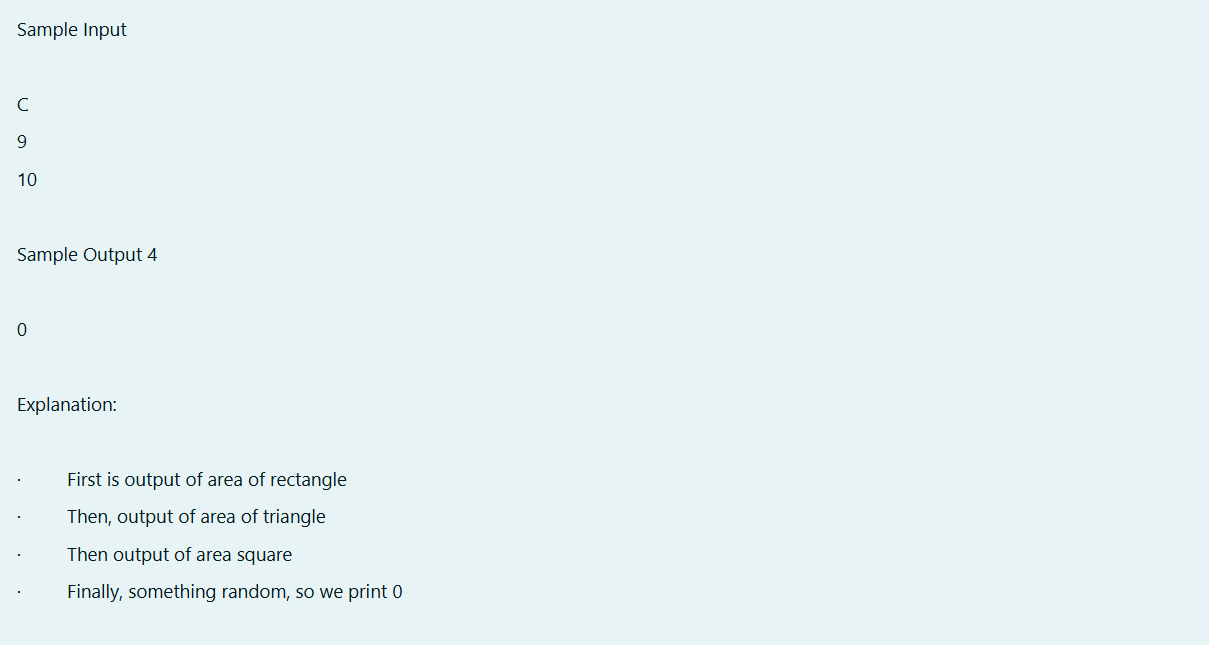 Sample Input
C
9
10
Sample Output 4
0
Explanation:
· First is output of area of rectangle
· Then, output of area of triangle
· Then output of area square
· Finally, something random, so we print 0